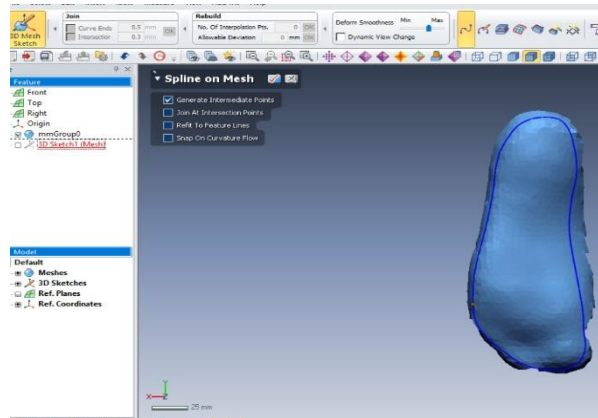 Join
Curve Ends 0.5 mm OK
Intersection 0.3 mm
Rebuild
No. Of Interpolation Pts. 0 OK
Allowable Deviation 0 mm
Deform Smoothness Min Max
Dynamic View Change
3D Mesh
Sketch
Feature
Front
Top
Right
Origin
mmGroup0
3D Sketch1 (Mesh)
Spline on Mesh
Generate Intermediate Points
Join At Intersection Points
Refit To Feature Lines
Snap On Curvature Flow
Model
Default
Meshes
3D Sketches
Ref. Planes
Ref. Coordinates
X
Y
25 mm